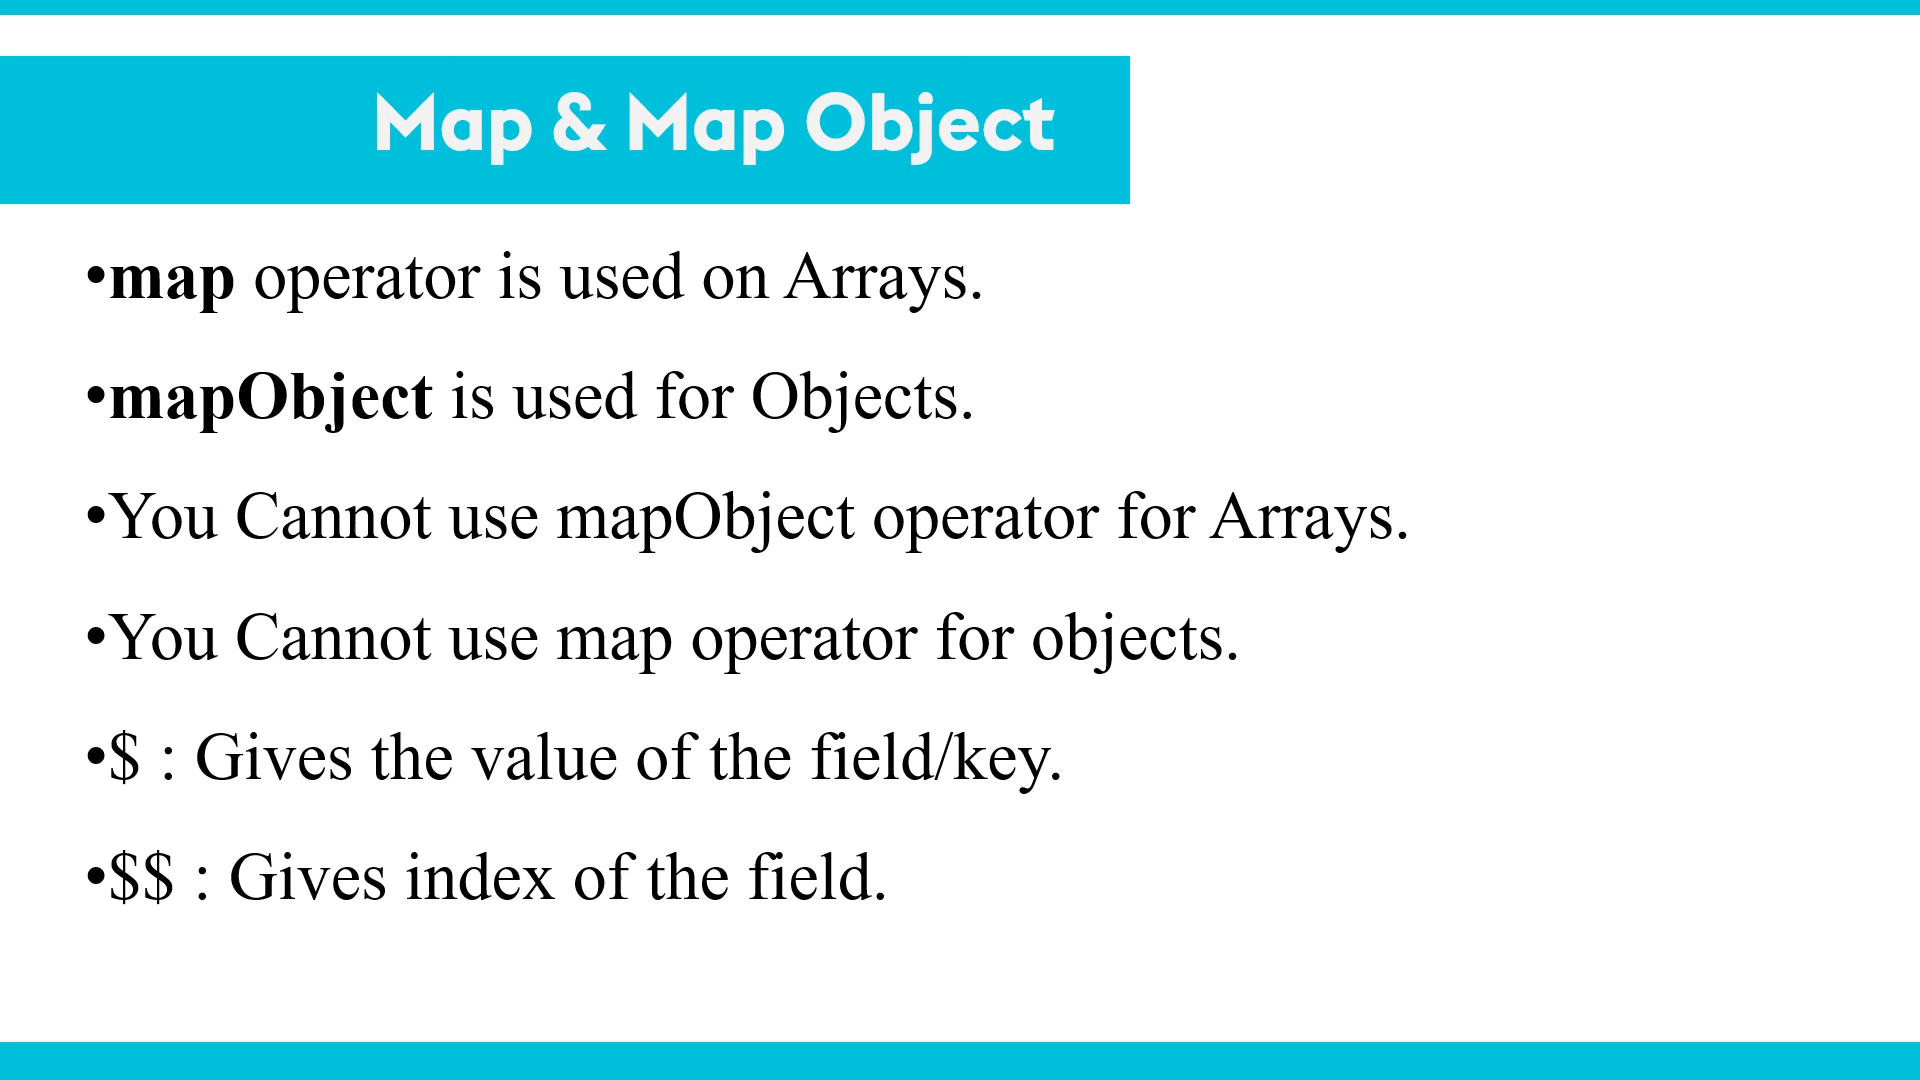 Map & Map Object
•map operator is used on Arrays.
•mapObject is used for Objects.
•You Cannot use mapObject operator for Arrays.
•You Cannot use map operator for objects.
•$ : Gives the value of the field/key.
•$$ : Gives index of the field.